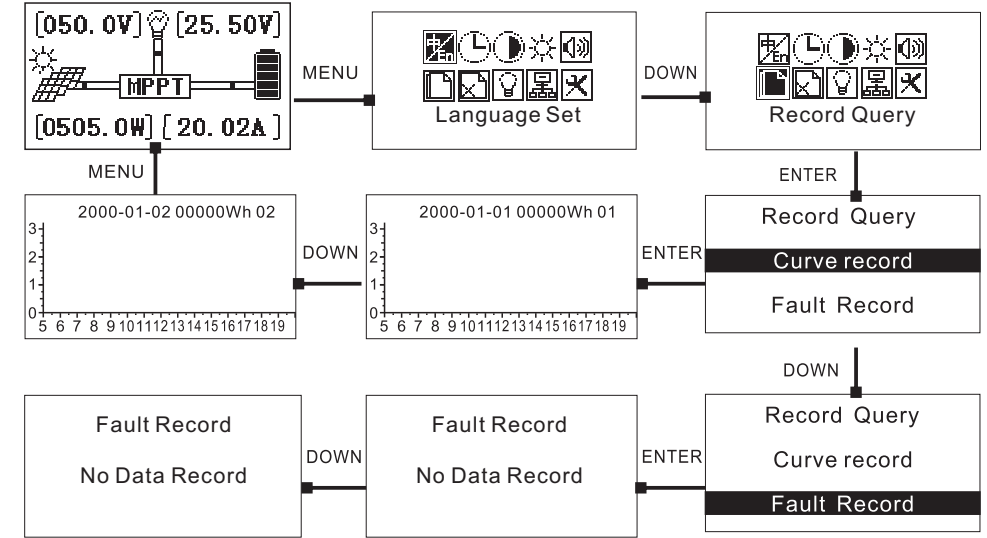 [050.0V] [25.50V]
MPPT
[0505.0W] [20.02A]
MENU
中/En
Language Set
DOWN
中/En
Record Query
MENU
ENTER
2000-01-02 00000Wh 02
3
2
1
0
5 6 7 8 9 10 11 12 13 14 15 16 17 18 19
DOWN
2000-01-01 00000Wh 01
3
2
1
0
5 6 7 8 9 10 11 12 13 14 15 16 17 18 19
ENTER
Record Query
Curve record
Fault Record
DOWN
Fault Record
No Data Record
DOWN
Fault Record
No Data Record
ENTER
Record Query
Curve record
Fault Record